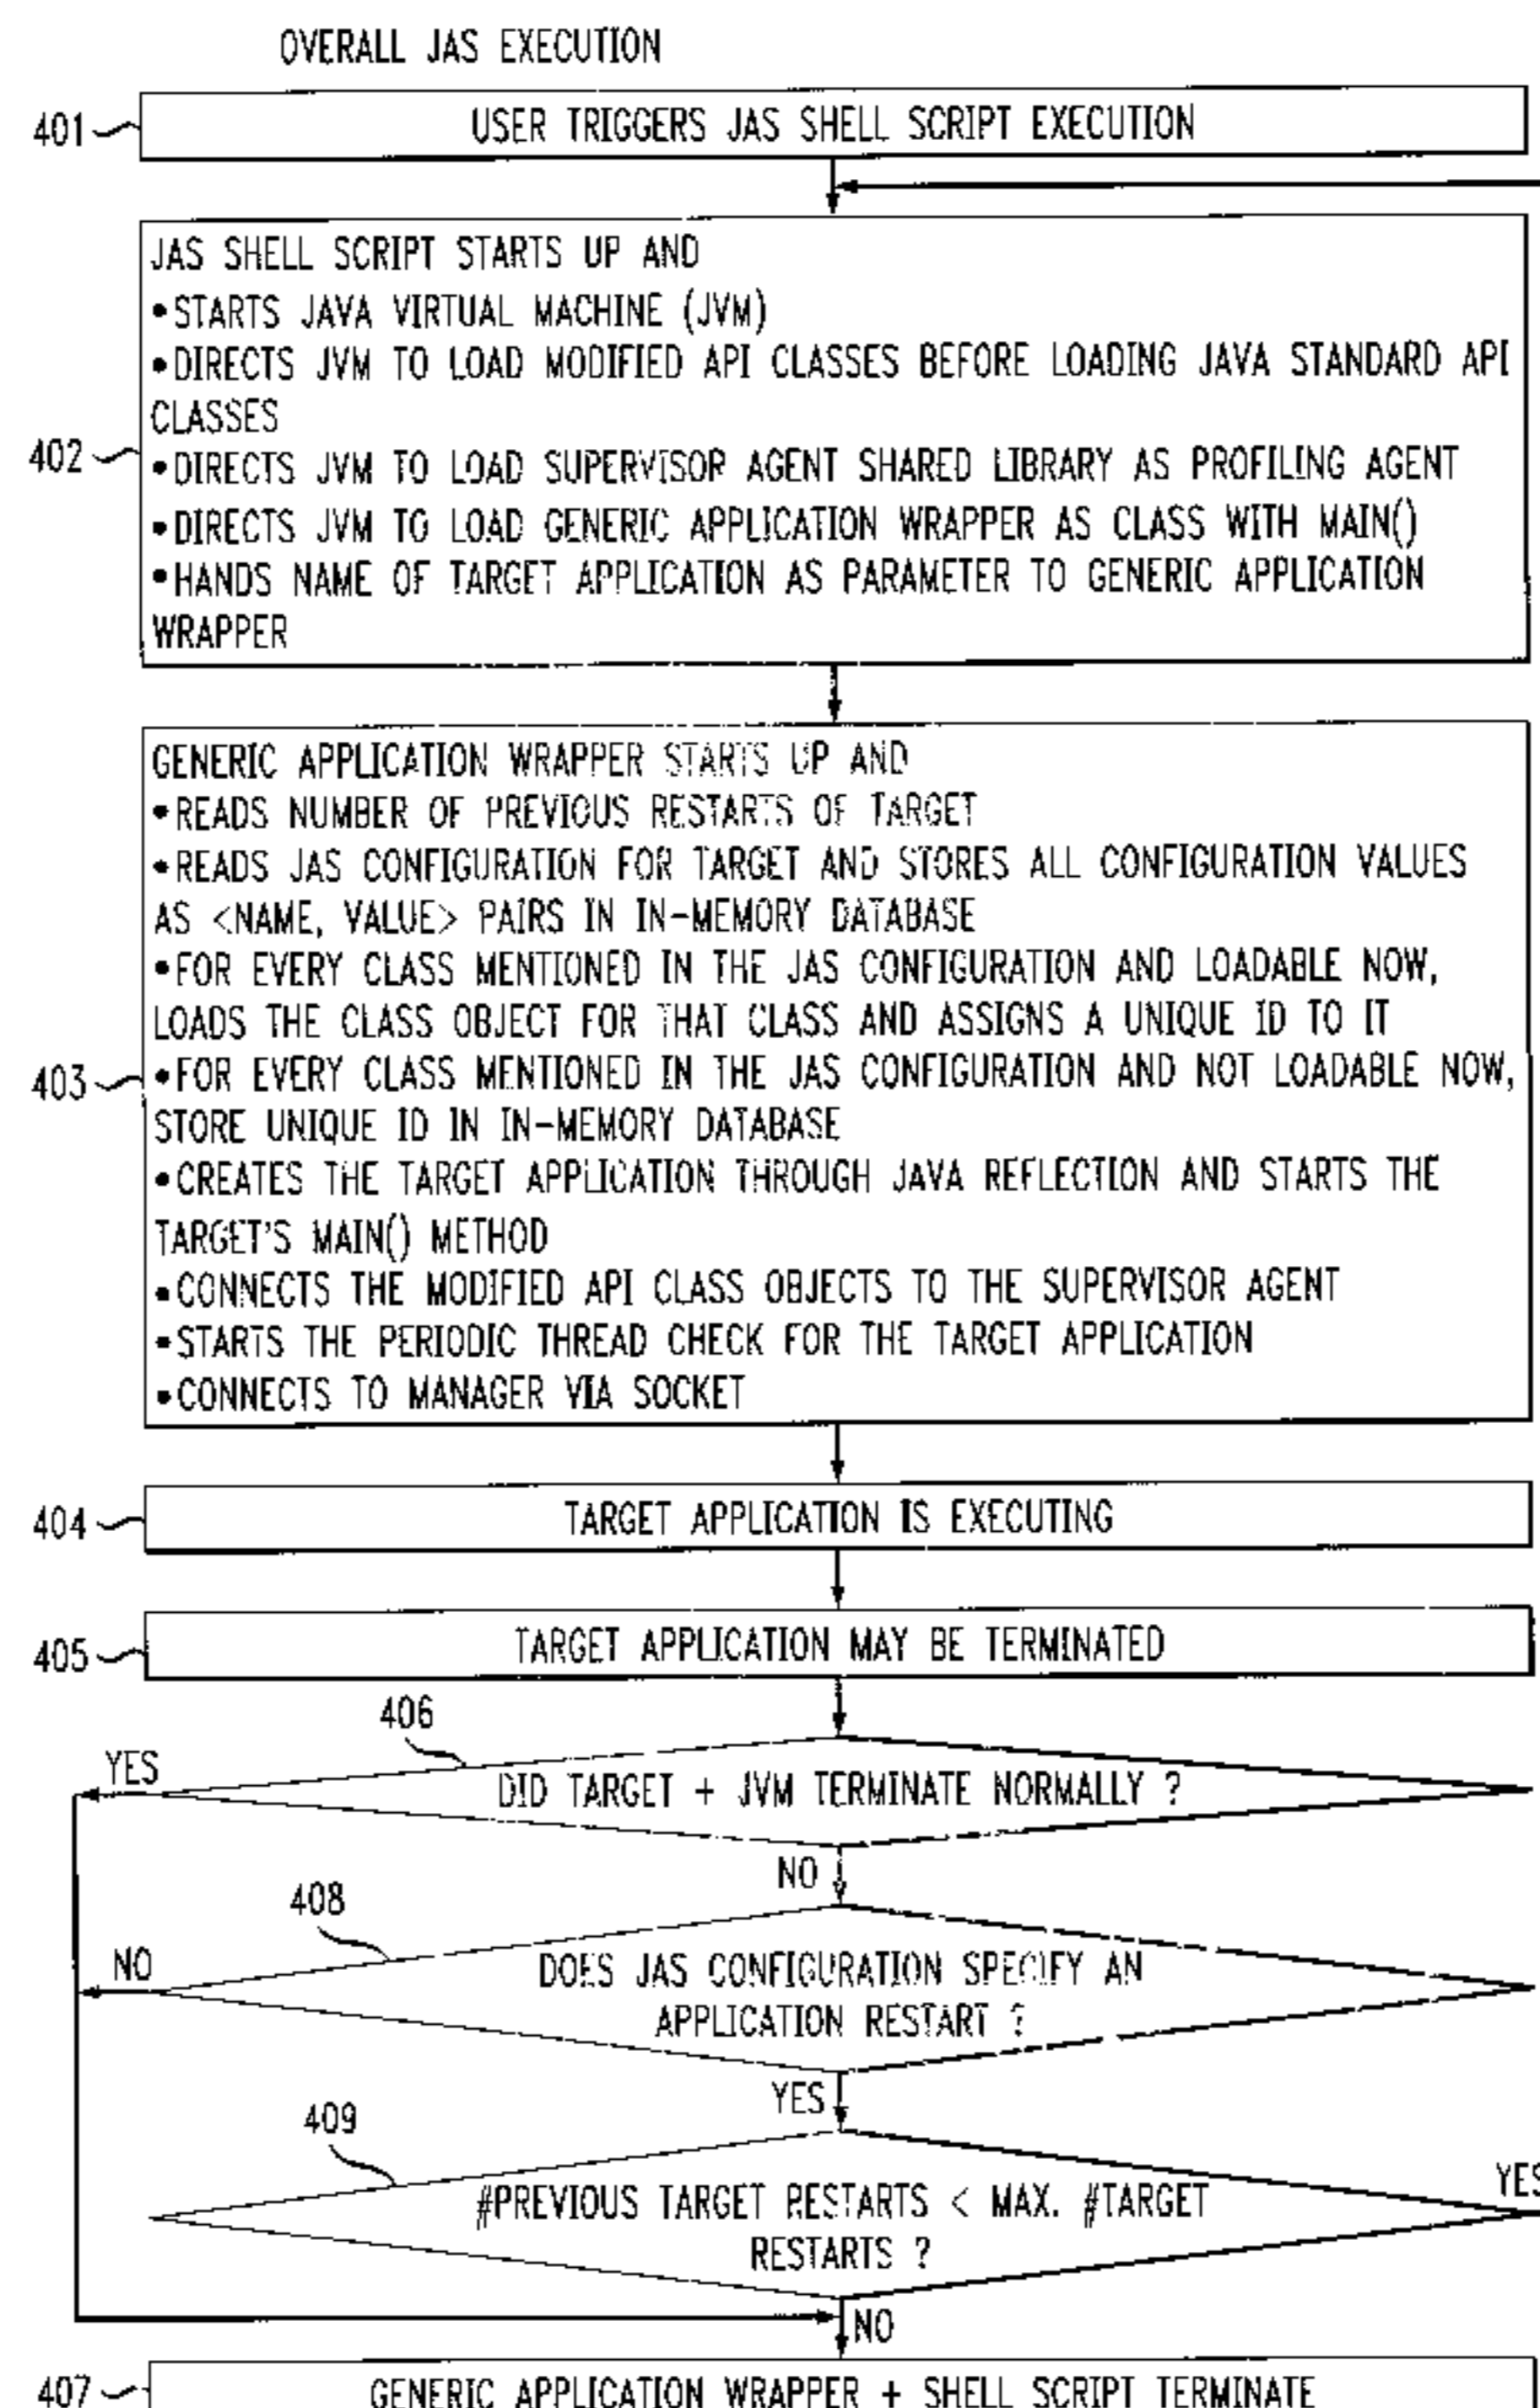 OVERALL JAS EXECUTION
401
USER TRIGGERS JAS SHELL SCRIPT EXECUTION
402
JAS SHELL SCRIPT STARTS UP AND
•STARTS JAVA VIRTUAL MACHINE (JVM)
•DIRECTS JVM TO LOAD MODIFIED API CLASSES BEFORE LOADING JAVA STANDARD API
CLASSES
•DIRECTS JVM TO LOAD SUPERVISOR AGENT SHARED LIBRARY AS PROFILING AGENT
•DIRECTS JVM TO LOAD GENERIC APPLICATION WRAPPER AS CLASS WITH MAIN()
•HANDS NAME OF TARGET APPLICATION AS PARAMETER TO GENERIC APPLICATION
WRAPPER
403
GENERIC APPLICATION WRAPPER STARTS UP AND
•READS NUMBER OF PREVIOUS RESTARTS OF TARGET
•READS JAS CONFIGURATION FOR TARGET AND STORES ALL CONFIGURATION VALUES
AS <NAME, VALUE> PAIRS IN IN-MEMORY DATABASE
•FOR EVERY CLASS MENTIONED IN THE JAS CONFIGURATION AND LOADABLE NOW,
LOADS THE CLASS OBJECT FOR THAT CLASS AND ASSIGNS A UNIQUE ID TO IT
•FOR EVERY CLASS MENTIONED IN THE JAS CONFIGURATION AND NOT LOADABLE NOW,
STORE UNIQUE ID IN IN-MEMORY DATABASE
•CREATES THE TARGET APPLICATION THROUGH JAVA REFLECTION AND STARTS THE
TARGET'S MAIN() METHOD
•CONNECTS THE MODIFIED API CLASS OBJECTS TO THE SUPERVISOR AGENT
•STARTS THE PERIODIC THREAD CHECK FOR THE TARGET APPLICATION
•CONNECTS TO MANAGER VIA SOCKET
404
TARGET APPLICATION IS EXECUTING
405
TARGET APPLICATION MAY BE TERMINATED
406
YES
DID TARGET + JVM TERMINATE NORMALLY ?
NO
408
NO
DOES JAS CONFIGURATION SPECIFY AN
APPLICATION RESTART ?
YES
409
YES
#PREVIOUS TARGET RESTARTS < MAX. #TARGET
RESTARTS ?
NO
407
GENERIC APPLICATION WRAPPER + SHELL SCRIPT TERMINATE